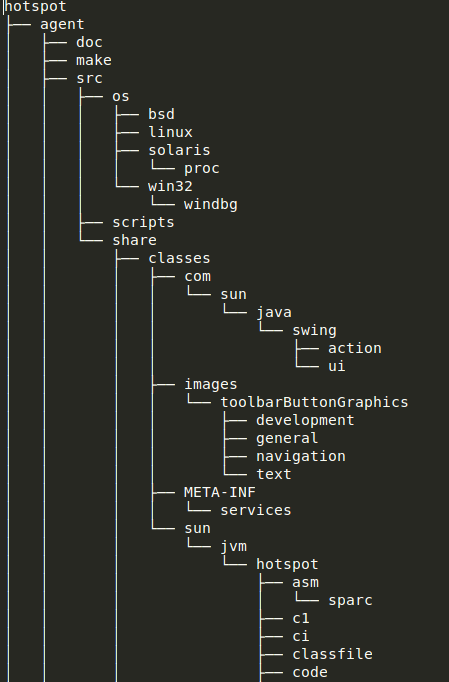 hotspot
├── agent
│   ├── doc
│   ├── make
│   ├── src
│   │   ├── os
│   │   │   ├── bsd
│   │   │   ├── linux
│   │   │   ├── solaris
│   │   │   │   └── proc
│   │   │   └── win32
│   │   │       └── windbg
│   │   ├── scripts
│   │   └── share
│   │       ├── classes
│   │       │   ├── com
│   │       │   │   └── sun
│   │       │   │       └── java
│   │       │   │           └── swing
│   │       │   │               ├── action
│   │       │   │               └── ui
│   │       │   ├── images
│   │       │   │   └── toolbarButtonGraphics
│   │       │   │       ├── development
│   │       │   │       ├── general
│   │       │   │       ├── navigation
│   │       │   │       └── text
│   │       │   ├── META-INF
│   │       │   │   └── services
│   │       │   └── sun
│   │       │       └── jvm
│   │       │           └── hotspot
│   │       │               ├── asm
│   │       │               │   └── sparc
│   │       │               ├── c1
│   │       │               ├── ci
│   │       │               ├── classfile
│   │       │               ├── code